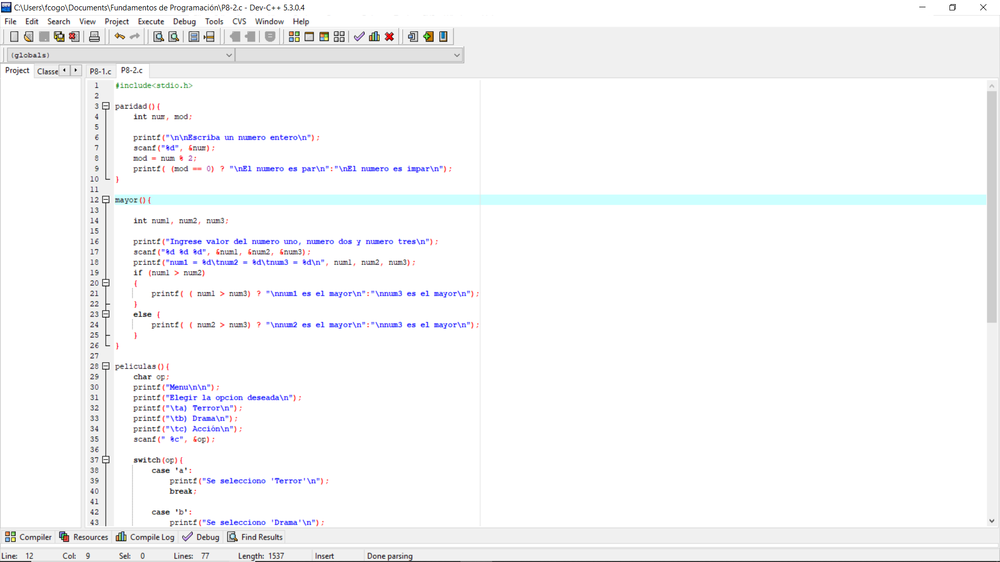 C:\Users\fcogo\Documents\Fundamentos de Programación\P8-2.c - Dev-C++ 5.3.0.4
File Edit Search View Project Execute Debug Tools CVS Window Help
(globals)
Project Classe P8-1.c P8-2.c
1 #include<stdio.h>
2
3 paridad(){
4 int num, mod;
5
6 printf("\n\nEscriba un numero entero\n");
7 scanf("%d", &num);
8 mod = num % 2;
9 printf( (mod == 0) ? "\nEl numero es par\n":"\nEl numero es impar\n");
10 }
11
12 mayor(){
13
14 int num1, num2, num3;
15
16 printf("Ingrese valor del numero uno, numero dos y numero tres\n");
17 scanf("%d %d %d", &num1, &num2, &num3);
18 printf("num1 = %d\tnum2 = %d\tnum3 = %d\n", num1, num2, num3);
19 if (num1 > num2)
20 {
21 printf( ( num1 > num3) ? "\nnum1 es el mayor\n":"\nnum3 es el mayor\n");
22 }
23 else {
24 printf( ( num2 > num3) ? "\nnum2 es el mayor\n":"\nnum3 es el mayor\n");
25 }
26 }
27
28 peliculas(){
29 char op;
30 printf("Menu\n\n");
31 printf("Elegir la opcion deseada\n");
32 printf("\ta) Terror\n");
33 printf("\tb) Drama\n");
34 printf("\tc) Acción\n");
35 scanf(" %c", &op);
36
37 switch(op){
38 case 'a':
39 printf("Se selecciono 'Terror'\n");
40 break;
41
42 case 'b':
43 printf("Se selecciono 'Drama'\n");
Compiler Resources Compile Log Debug Find Results
Line: 12 Col: 9 Sel: 0 Lines: 77 Length: 1537 Insert Done parsing